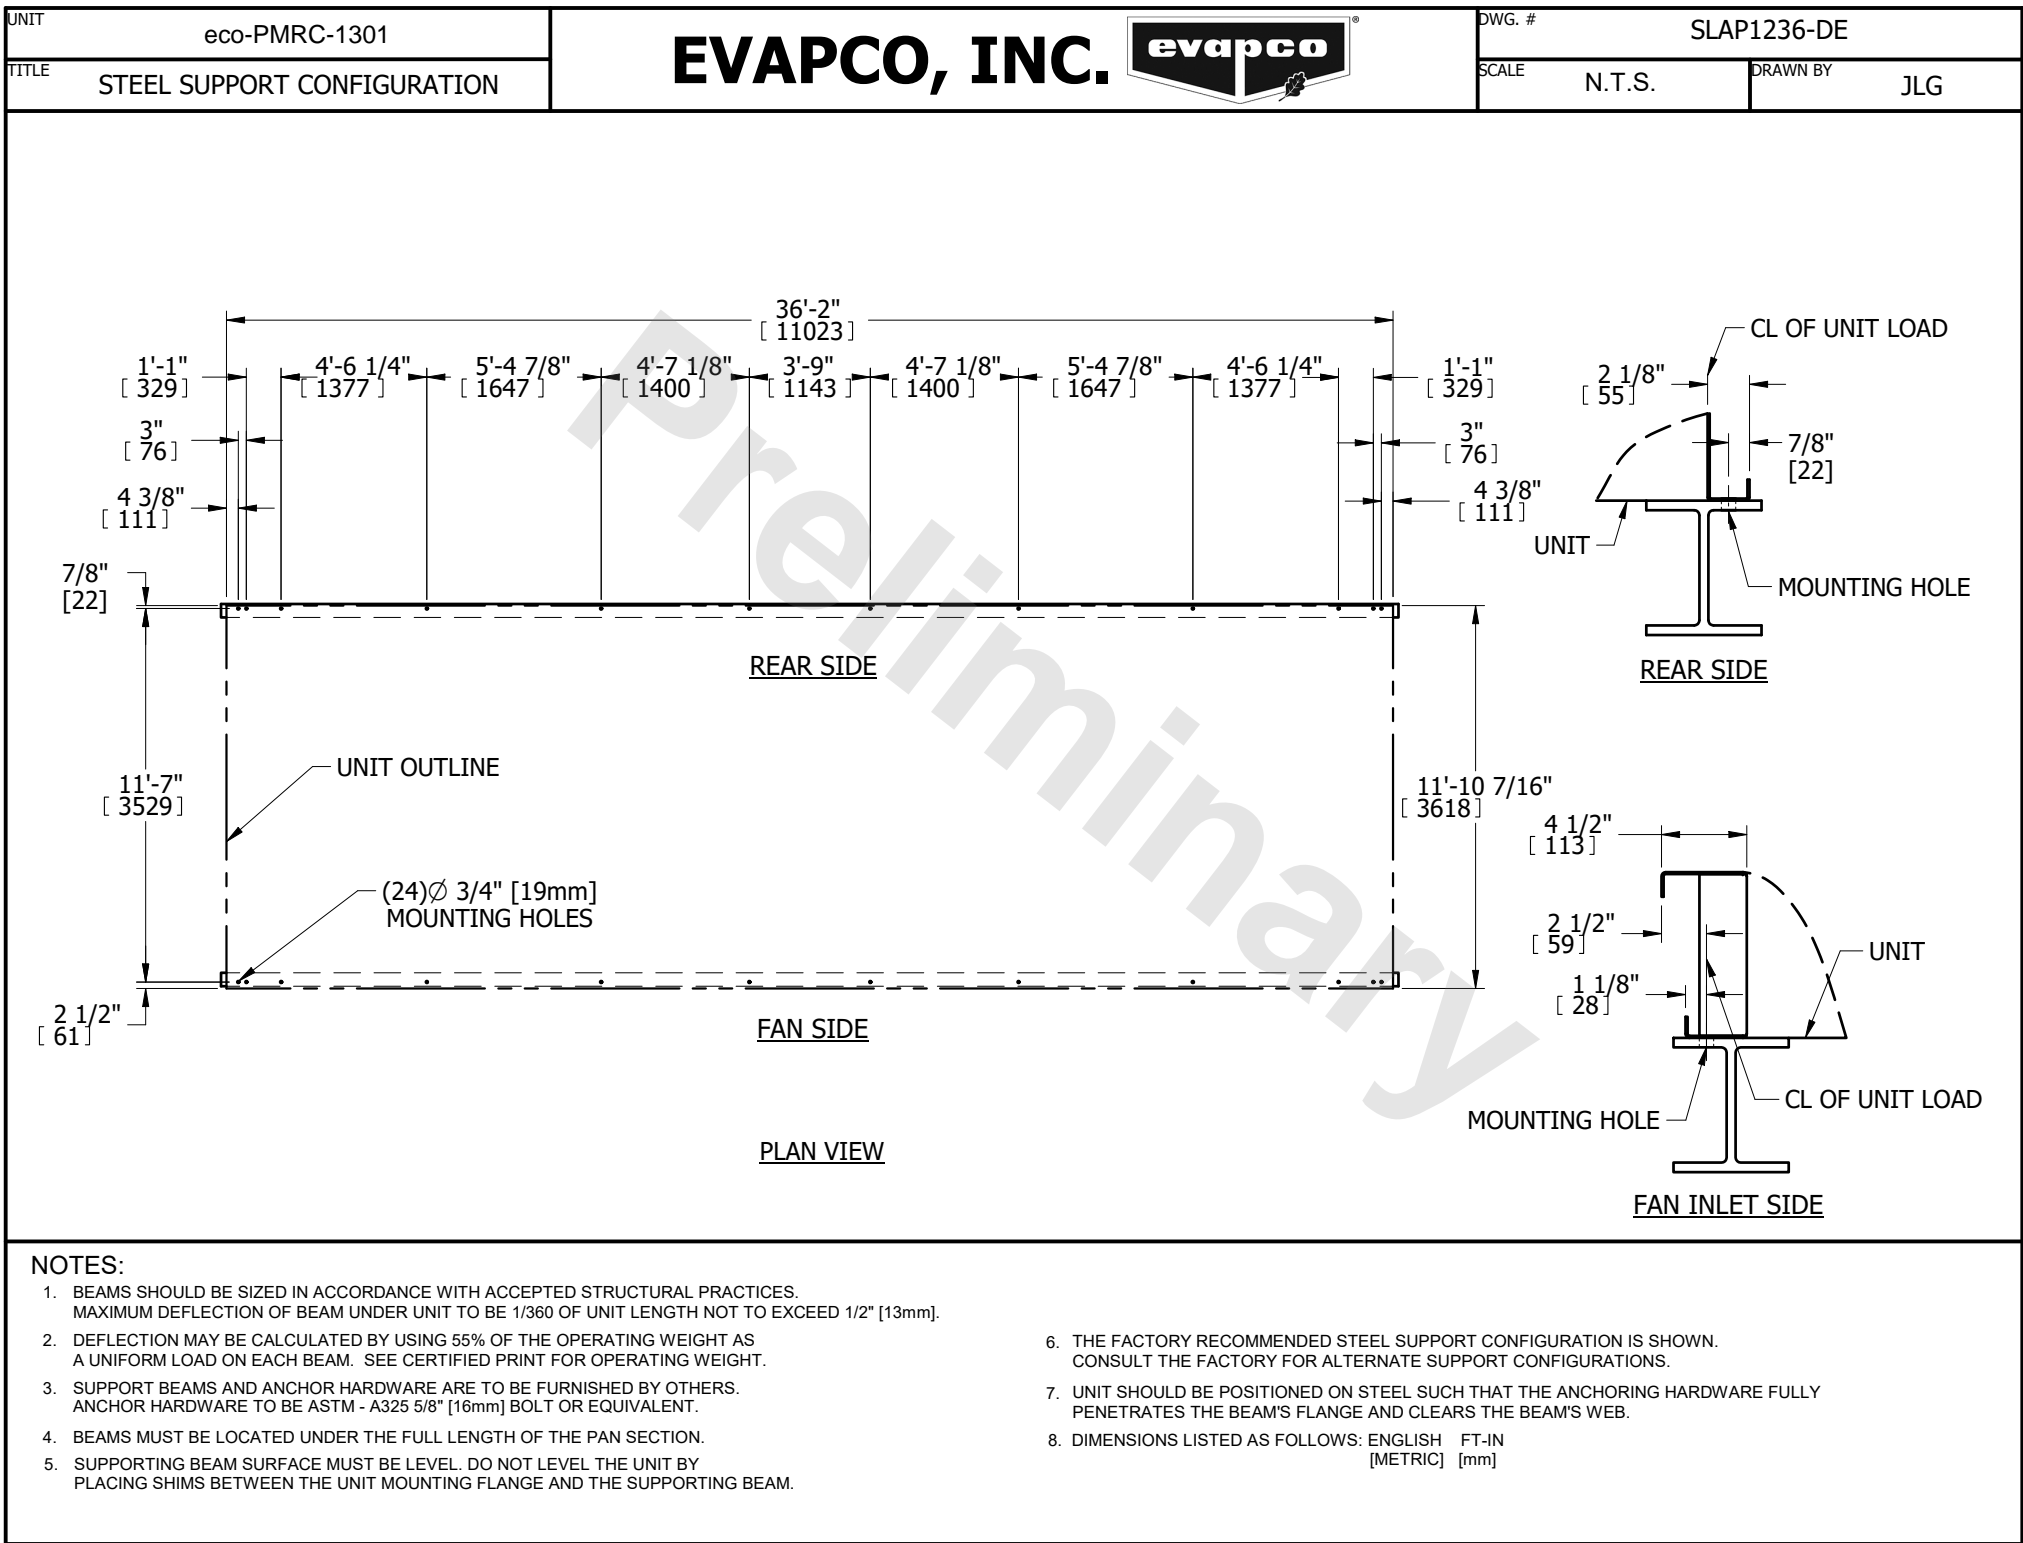 UNIT
eco-PMRC-1301
TITLE
STEEL SUPPORT CONFIGURATION
EVAPCO, INC.
evapco
®
DWG. #
SLAP1236-DE
SCALE
N.T.S.
DRAWN BY
JLG
36'-2"
[ 11023]
1'-1"
[ 329]
4'-6 1/4"
[ 1377 ]
5'-4 7/8"
[ 1647 ]
4'-7 1/8"
[ 1400 ]
3'-9"
[ 1143 ]
4'-7 1/8"
[ 1400 ]
5'-4 7/8"
[ 1647 ]
4'-6 1/4"
[ 1377 ]
1'-1"
[ 329]
3"
[ 76]
3"
[ 76]
4 3/8"
[ 111]
4 3/8"
[ 111]
7/8"
[22]
REAR SIDE
UNIT OUTLINE
11'-7"
[ 3529]
11'-10 7/16"
[ 3618]
(24)Ø 3/4" [19mm]
MOUNTING HOLES
2 1/2"
[ 61]
FAN SIDE
PLAN VIEW
Preliminary
CL OF UNIT LOAD
2 1/8"
[ 55]
7/8"
[22]
UNIT
MOUNTING HOLE
REAR SIDE
4 1/2"
[ 113]
2 1/2"
[ 59]
UNIT
1 1/8"
[ 28]
CL OF UNIT LOAD
MOUNTING HOLE
FAN INLET SIDE
NOTES:
1. BEAMS SHOULD BE SIZED IN ACCORDANCE WITH ACCEPTED STRUCTURAL PRACTICES.
MAXIMUM DEFLECTION OF BEAM UNDER UNIT TO BE 1/360 OF UNIT LENGTH NOT TO EXCEED 1/2" [13mm].
2. DEFLECTION MAY BE CALCULATED BY USING 55% OF THE OPERATING WEIGHT AS
A UNIFORM LOAD ON EACH BEAM. SEE CERTIFIED PRINT FOR OPERATING WEIGHT.
3. SUPPORT BEAMS AND ANCHOR HARDWARE ARE TO BE FURNISHED BY OTHERS.
ANCHOR HARDWARE TO BE ASTM - A325 5/8" [16mm] BOLT OR EQUIVALENT.
4. BEAMS MUST BE LOCATED UNDER THE FULL LENGTH OF THE PAN SECTION.
5. SUPPORTING BEAM SURFACE MUST BE LEVEL. DO NOT LEVEL THE UNIT BY
PLACING SHIMS BETWEEN THE UNIT MOUNTING FLANGE AND THE SUPPORTING BEAM.
6. THE FACTORY RECOMMENDED STEEL SUPPORT CONFIGURATION IS SHOWN.
CONSULT THE FACTORY FOR ALTERNATE SUPPORT CONFIGURATIONS.
7. UNIT SHOULD BE POSITIONED ON STEEL SUCH THAT THE ANCHORING HARDWARE FULLY
PENETRATES THE BEAM'S FLANGE AND CLEARS THE BEAM'S WEB.
8. DIMENSIONS LISTED AS FOLLOWS: ENGLISH FT-IN
[METRIC] [mm]